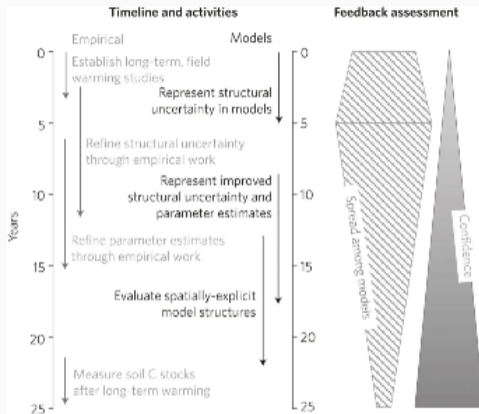 Timeline and activities
Feedback assessment
Empirical
Models
0
Establish long-term, field
warming studies
0
Represent structural
uncertainty in models
5
5
Refine structural uncertainty
through empirical work
Represent improved
structural uncertainty and
parameter estimates
10
10
Years
Refine parameter estimates
through empirical work
15
15
Evaluate spatially-explicit
model structures
20
20
Measure soil C stocks
after long-term warming
25
25
Spread among models
Confidence